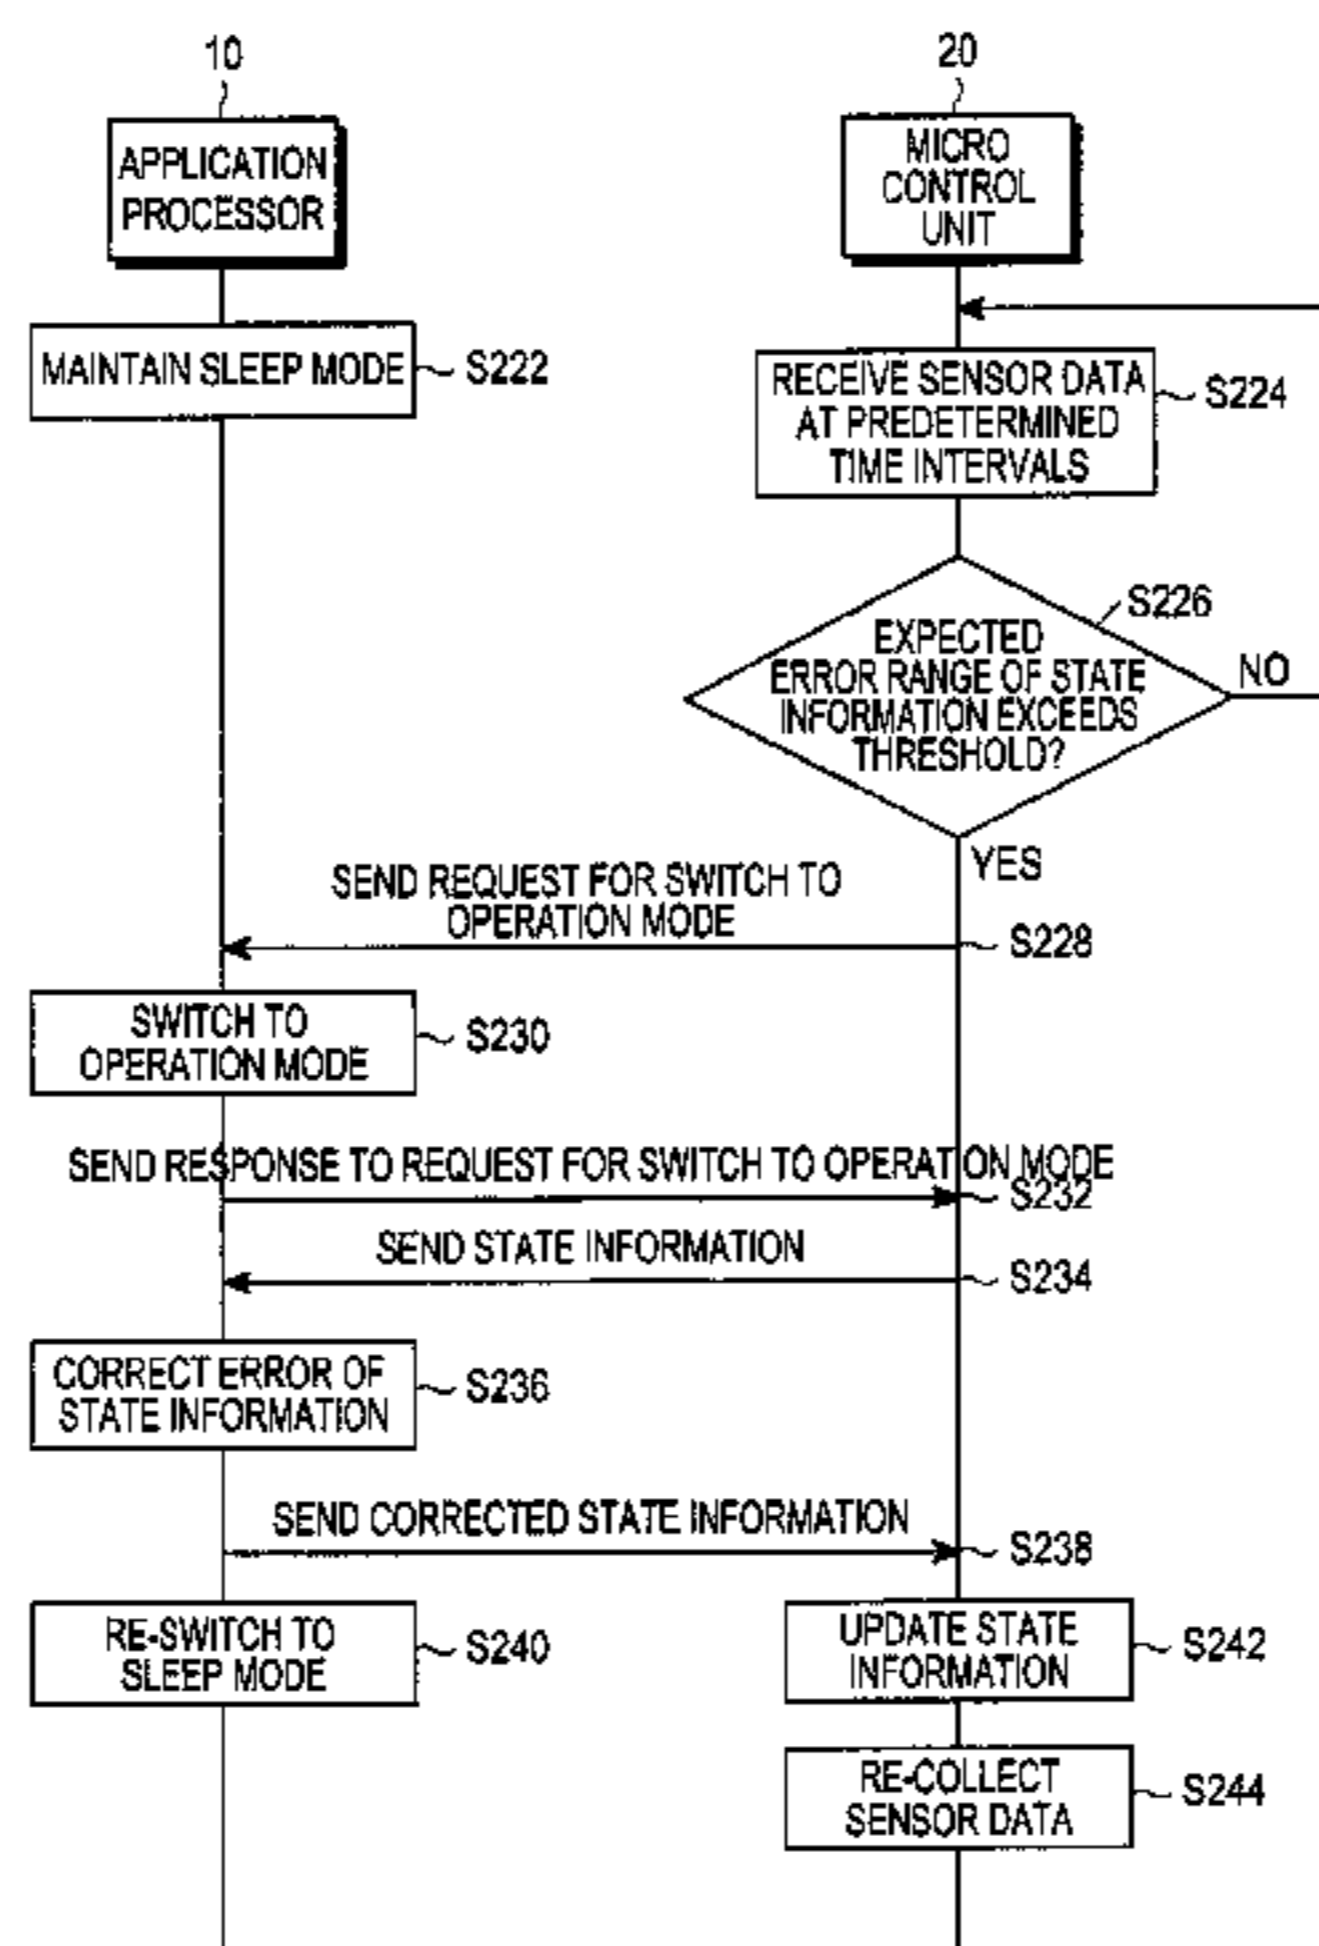 10
20
APPLICATION
PROCESSOR
MICRO
CONTROL
UNIT
MAINTAIN SLEEP MODE
S222
RECEIVE SENSOR DATA
AT PREDETERMINED
TIME INTERVALS
S224
EXPECTED
ERROR RANGE OF STATE
INFORMATION EXCEEDS
THRESHOLD?
S226
NO
YES
SEND REQUEST FOR SWITCH TO
OPERATION MODE
S228
SWITCH TO
OPERATION MODE
S230
SEND RESPONSE TO REQUEST FOR SWITCH TO OPERATION MODE
S232
SEND STATE INFORMATION
S234
CORRECT ERROR OF
STATE INFORMATION
S236
SEND CORRECTED STATE INFORMATION
S238
RE-SWITCH TO
SLEEP MODE
S240
UPDATE STATE
INFORMATION
S242
RE-COLLECT
SENSOR DATA
S244